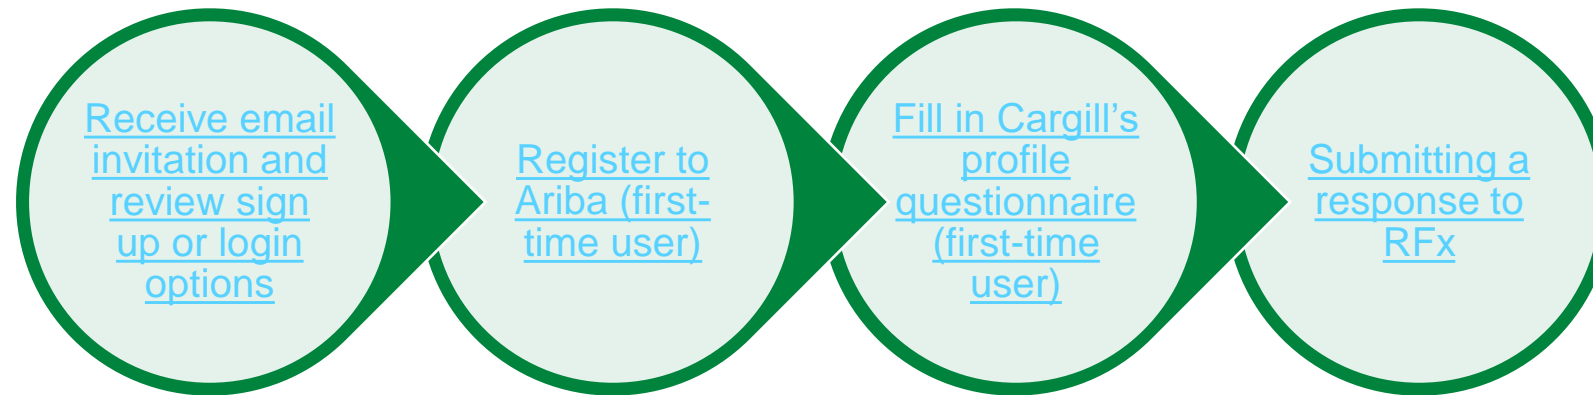 Receive email
invitation and
review sign
up or login
options
Register to
Ariba (first-
time user)
Fill in Cargill’s
profile
questionnaire
(first-time
user)
Submitting a
response to
RFx